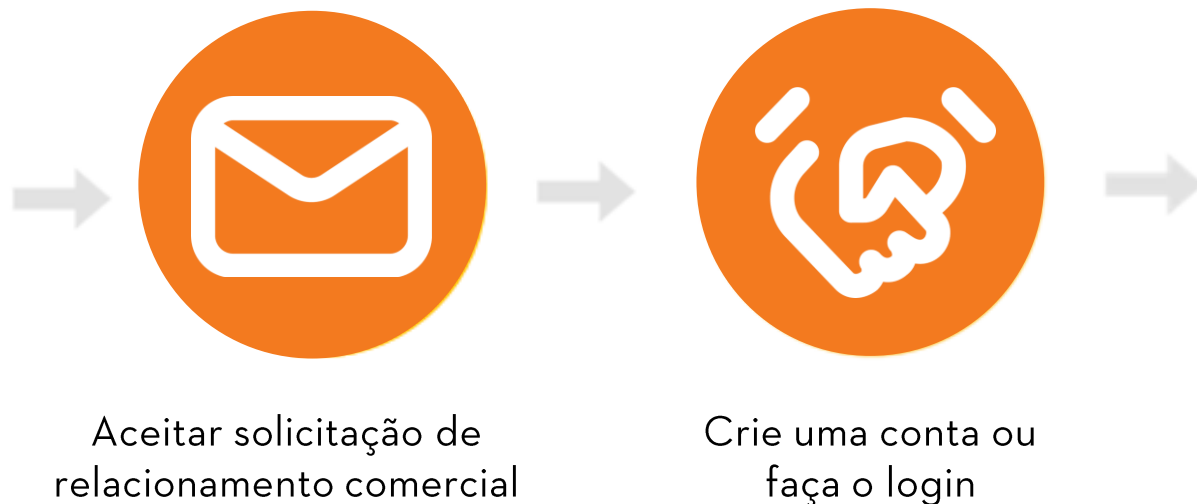 Aceitar solicitação de
relacionamento comercial
Crie uma conta ou
faça o login